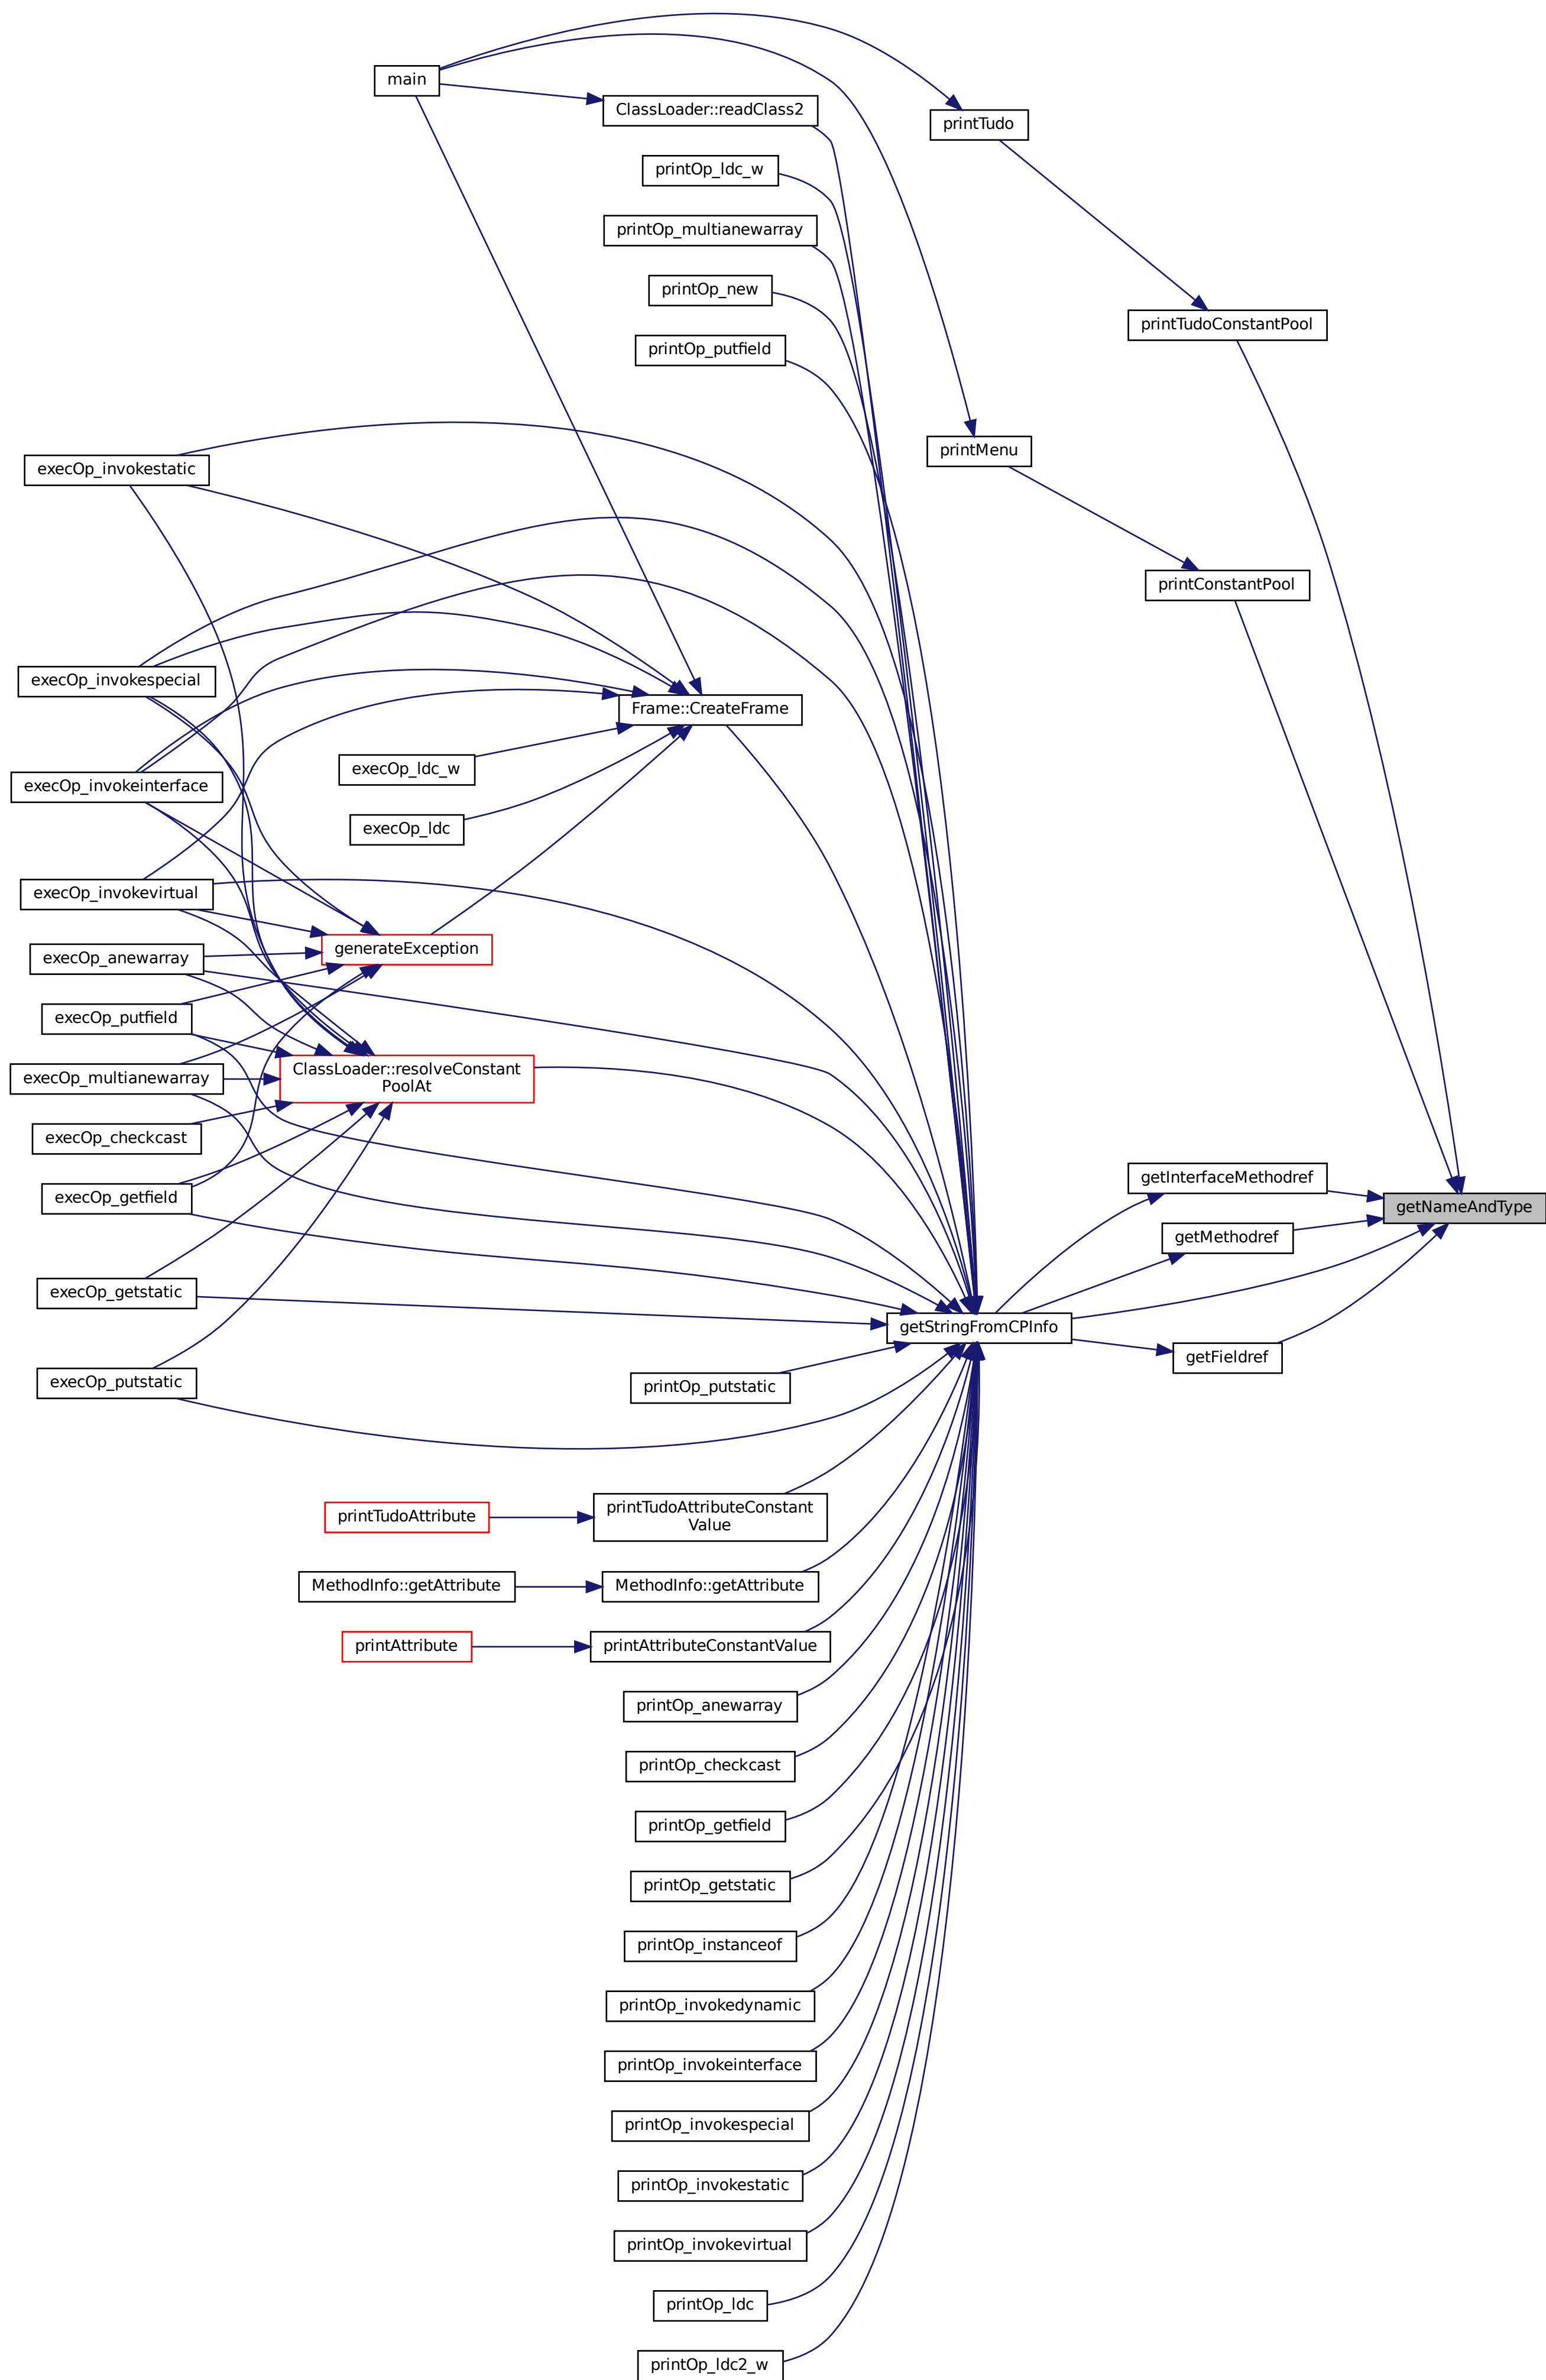 main
ClassLoader::readClass2
printTudo
printOp_ldc_w
printOp_multianewarray
printOp_new
printTudoConstantPool
printOp_putfield
printMenu
execOp_invokestatic
printConstantPool
execOp_invokespecial
Frame::CreateFrame
execOp_ldc_w
execOp_invokeinterface
execOp_ldc
execOp_invokevirtual
generateException
execOp_anewarray
execOp_putfield
ClassLoader::resolveConstant
PoolAt
execOp_multianewarray
execOp_checkcast
getInterfaceMethodref
execOp_getfield
getNameAndType
getMethodref
execOp_getstatic
getStringFromCPInfo
getFieldref
execOp_putstatic
printOp_putstatic
printTudoAttribute
printTudoAttributeConstant
Value
MethodInfo::getAttribute
MethodInfo::getAttribute
printAttribute
printAttributeConstantValue
printOp_anewarray
printOp_checkcast
printOp_getfield
printOp_getstatic
printOp_instanceof
printOp_invokedynamic
printOp_invokeinterface
printOp_invokespecial
printOp_invokestatic
printOp_invokevirtual
printOp_ldc
printOp_ldc2_w